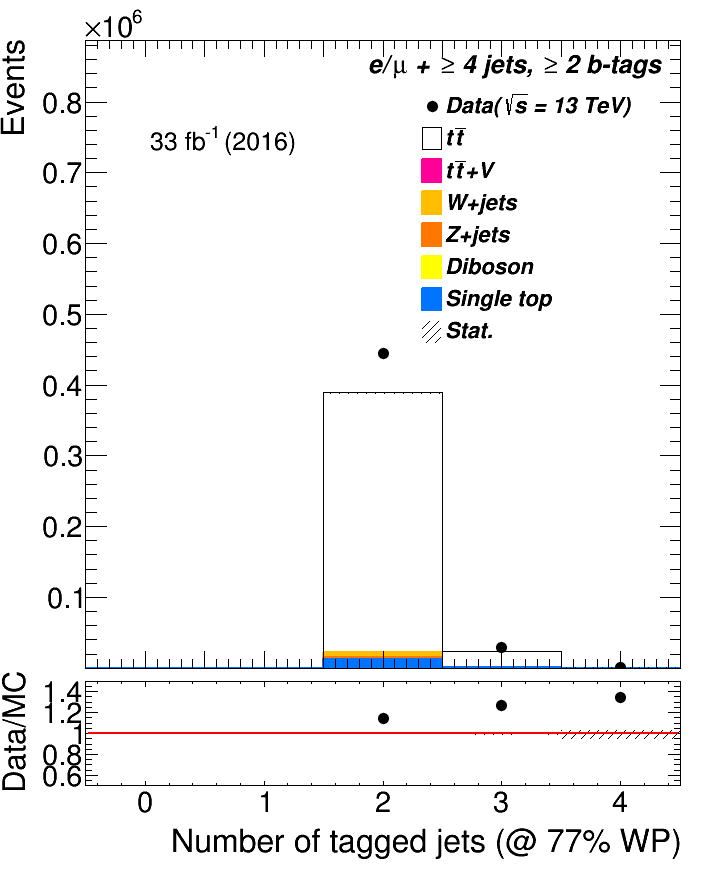 ×10⁶
Events
e/μ + ≥ 4 jets, ≥ 2 b-tags
Data(√s = 13 TeV)
33 fb⁻¹ (2016)
tt̅
tt̅+V
W+jets
Z+jets
Diboson
Single top
Stat.
0.8
0.7
0.6
0.5
0.4
0.3
0.2
0.1
Data/MC
1.4
1.2
1
0.8
0.6
0 1 2 3 4
Number of tagged jets (@ 77% WP)